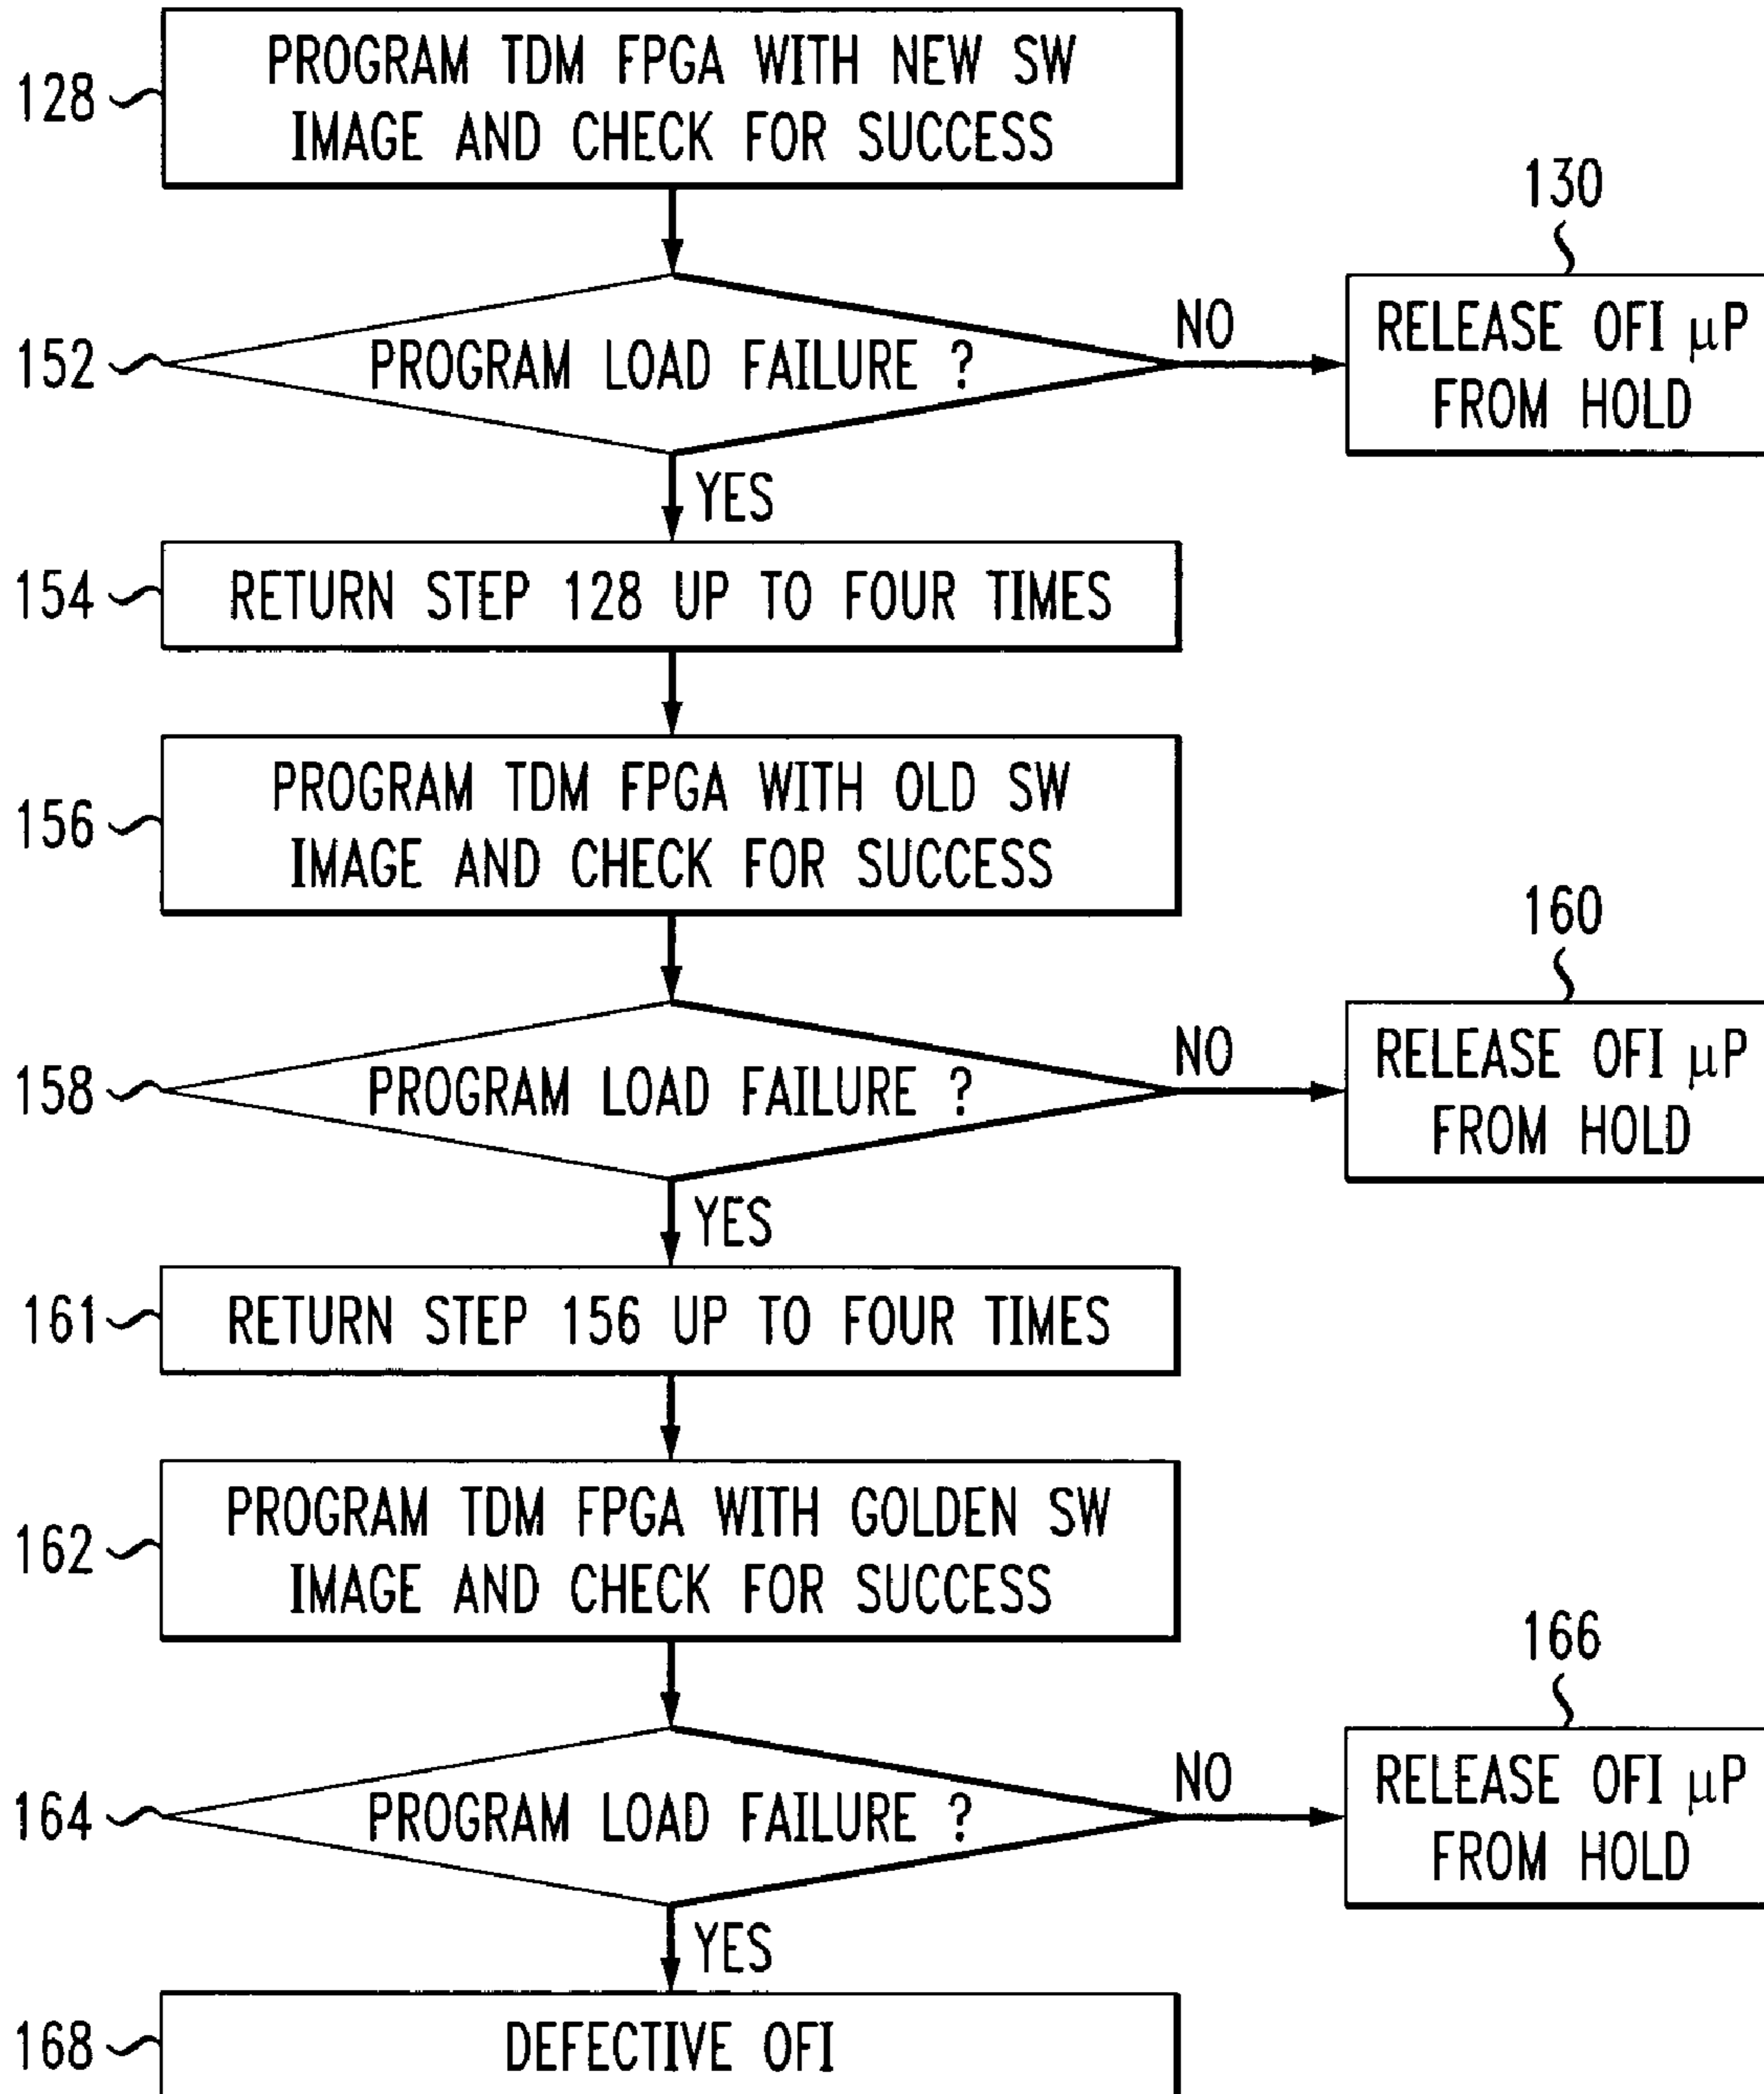 128
PROGRAM TDM FPGA WITH NEW SW
IMAGE AND CHECK FOR SUCCESS
130
152
PROGRAM LOAD FAILURE ?
NO
RELEASE OFI µP
FROM HOLD
YES
154
RETURN STEP 128 UP TO FOUR TIMES
156
PROGRAM TDM FPGA WITH OLD SW
IMAGE AND CHECK FOR SUCCESS
160
158
PROGRAM LOAD FAILURE ?
NO
RELEASE OFI µP
FROM HOLD
YES
161
RETURN STEP 156 UP TO FOUR TIMES
162
PROGRAM TDM FPGA WITH GOLDEN SW
IMAGE AND CHECK FOR SUCCESS
166
164
PROGRAM LOAD FAILURE ?
NO
RELEASE OFI µP
FROM HOLD
YES
168
DEFECTIVE OFI